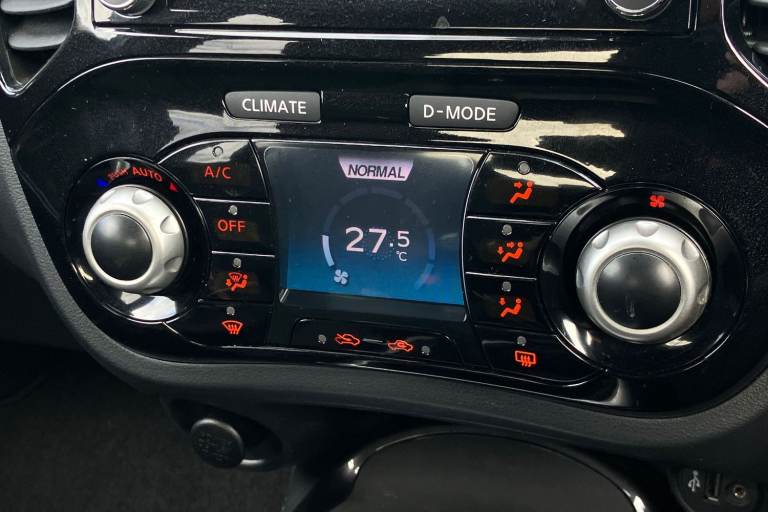 CLIMATE
D-MODE
AUTO
A/C
OFF
NORMAL
27.5
°C